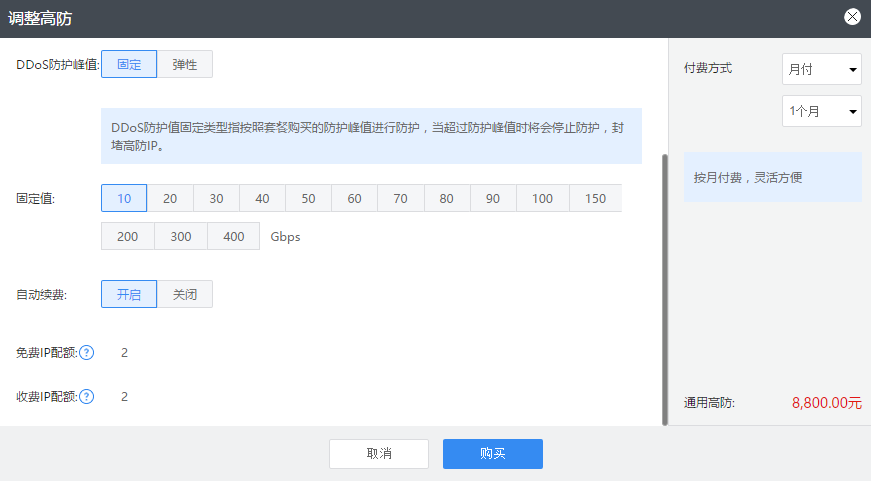 调整高防
DDoS防护峰值: 固定 弹性
DDoS防护值固定类型指按照套餐购买的防护峰值进行防护，当超过防护峰值时将会停止防护，封
堵高防IP。
固定值: 10 20 30 40 50 60 70 80 90 100 150
200 300 400 Gbps
自动续费: 开启 关闭
免费IP配额: ? 2
收费IP配额: ? 2
付费方式 月付
1个月
按月付费，灵活方便
通用高防: 8,800.00元
取消 购买